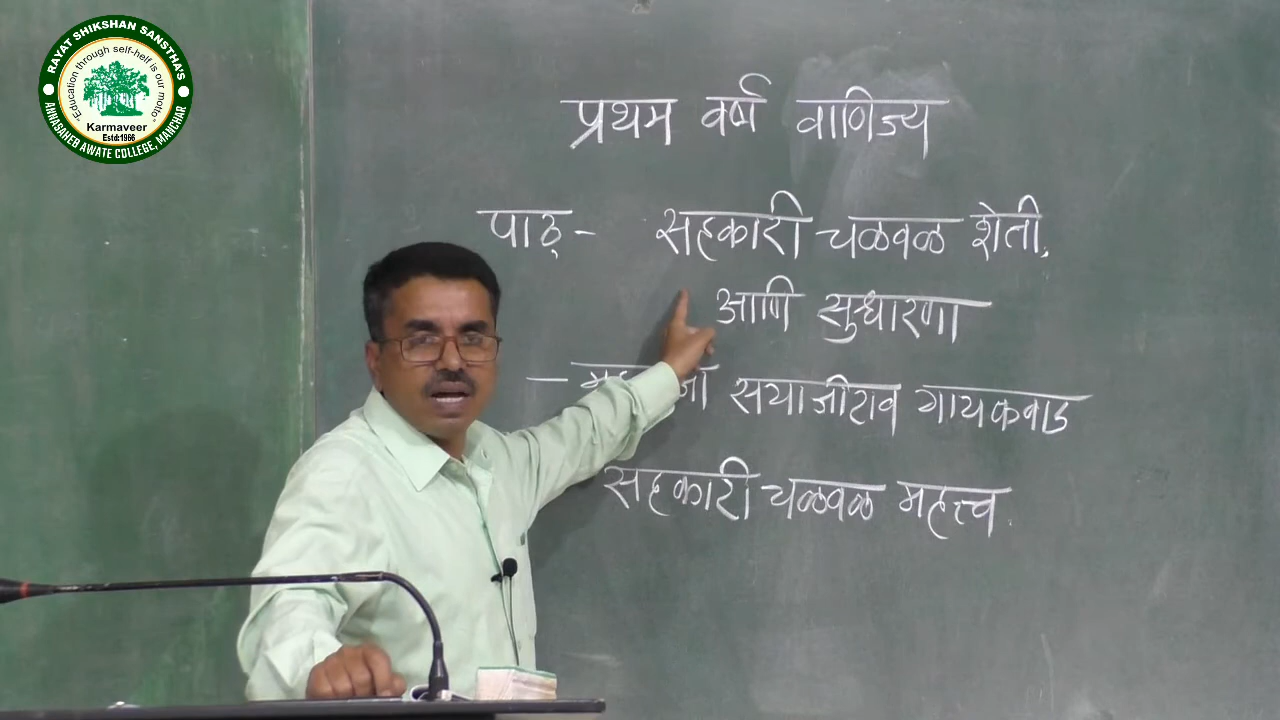 RAYAT SHIKSHAN SANSTHA'S
"Education through self-help is our motto"
Karmaveer
Estd:1966
ANNASAHEB AWATE COLLEGE, MANCHAR
प्रथम वर्ष वाणिज्य
पाठ - सहकारी चळवळ शेती,
आणि सुधारणा
- सयाजीराव गायकवाड
सहकारी चळवळ महत्त्व.